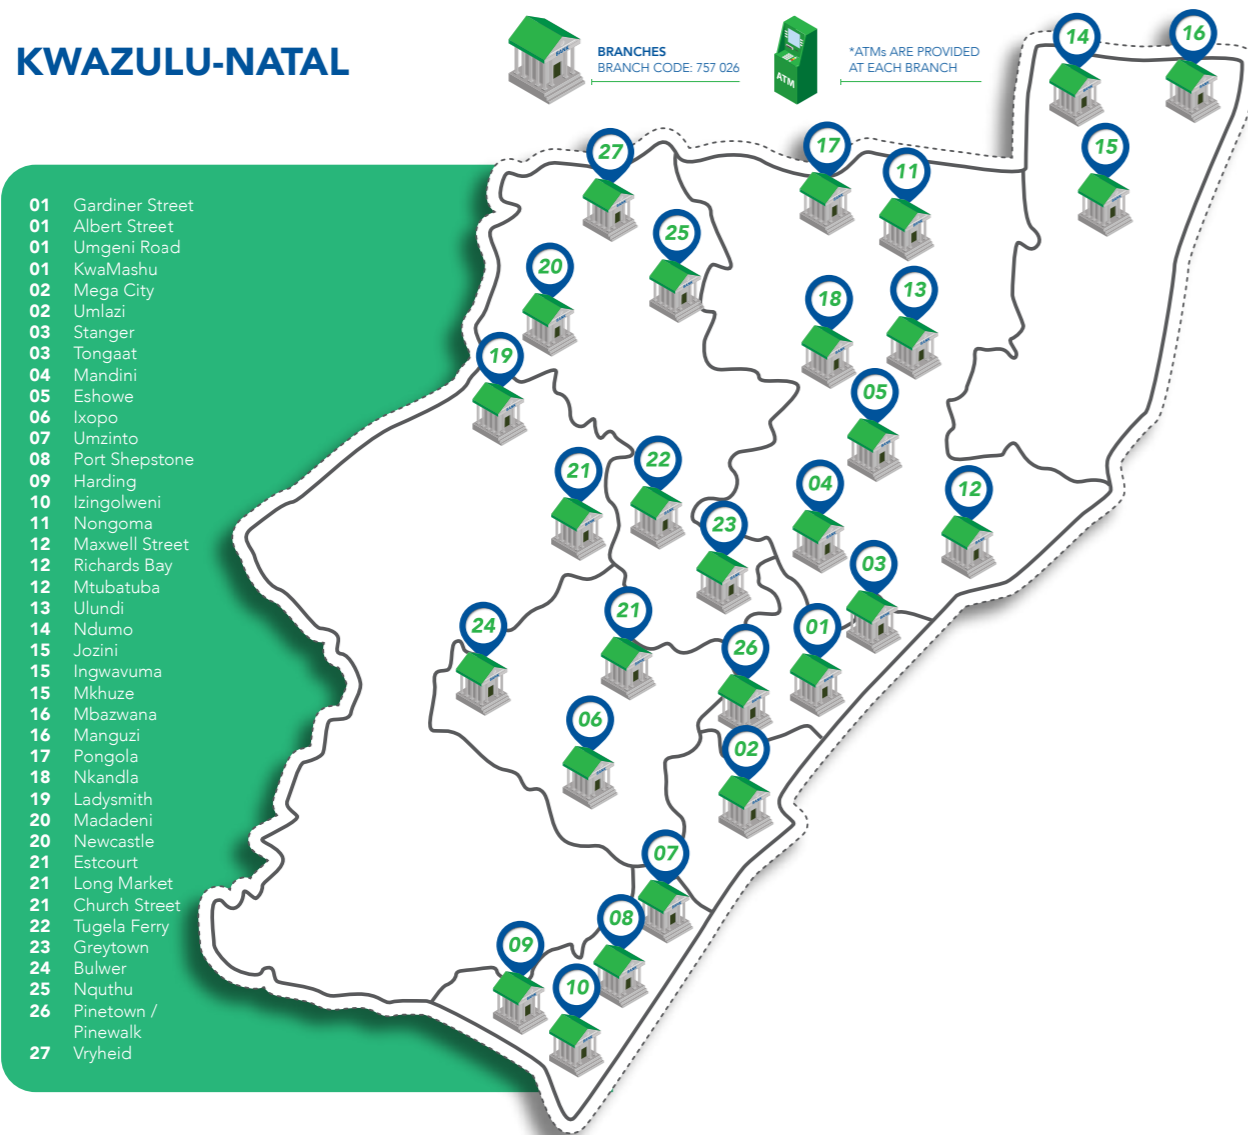 KWAZULU-NATAL
BRANCHES
BRANCH CODE: 757 026
*ATMs ARE PROVIDED
AT EACH BRANCH
BANK
ATM
01 Gardiner Street
01 Albert Street
01 Umgeni Road
01 KwaMashu
02 Mega City
02 Umlazi
03 Stanger
03 Tongaat
04 Mandini
05 Eshowe
06 Ixopo
07 Umzinto
08 Port Shepstone
09 Harding
10 Izingolweni
11 Nongoma
12 Maxwell Street
12 Richards Bay
12 Mtubatuba
13 Ulundi
14 Ndumo
15 Jozini
15 Ingwavuma
15 Mkhuze
16 Mbazwana
16 Manguzi
17 Pongola
18 Nkandla
19 Ladysmith
20 Madadeni
20 Newcastle
21 Estcourt
21 Long Market
21 Church Street
22 Tugela Ferry
23 Greytown
24 Bulwer
25 Nquthu
26 Pinetown /
Pinewalk
27 Vryheid
14
16
27
17
11
15
25
20
18
13
19
05
21
22
04
12
23
03
24
21
01
26
06
02
07
08
09
10